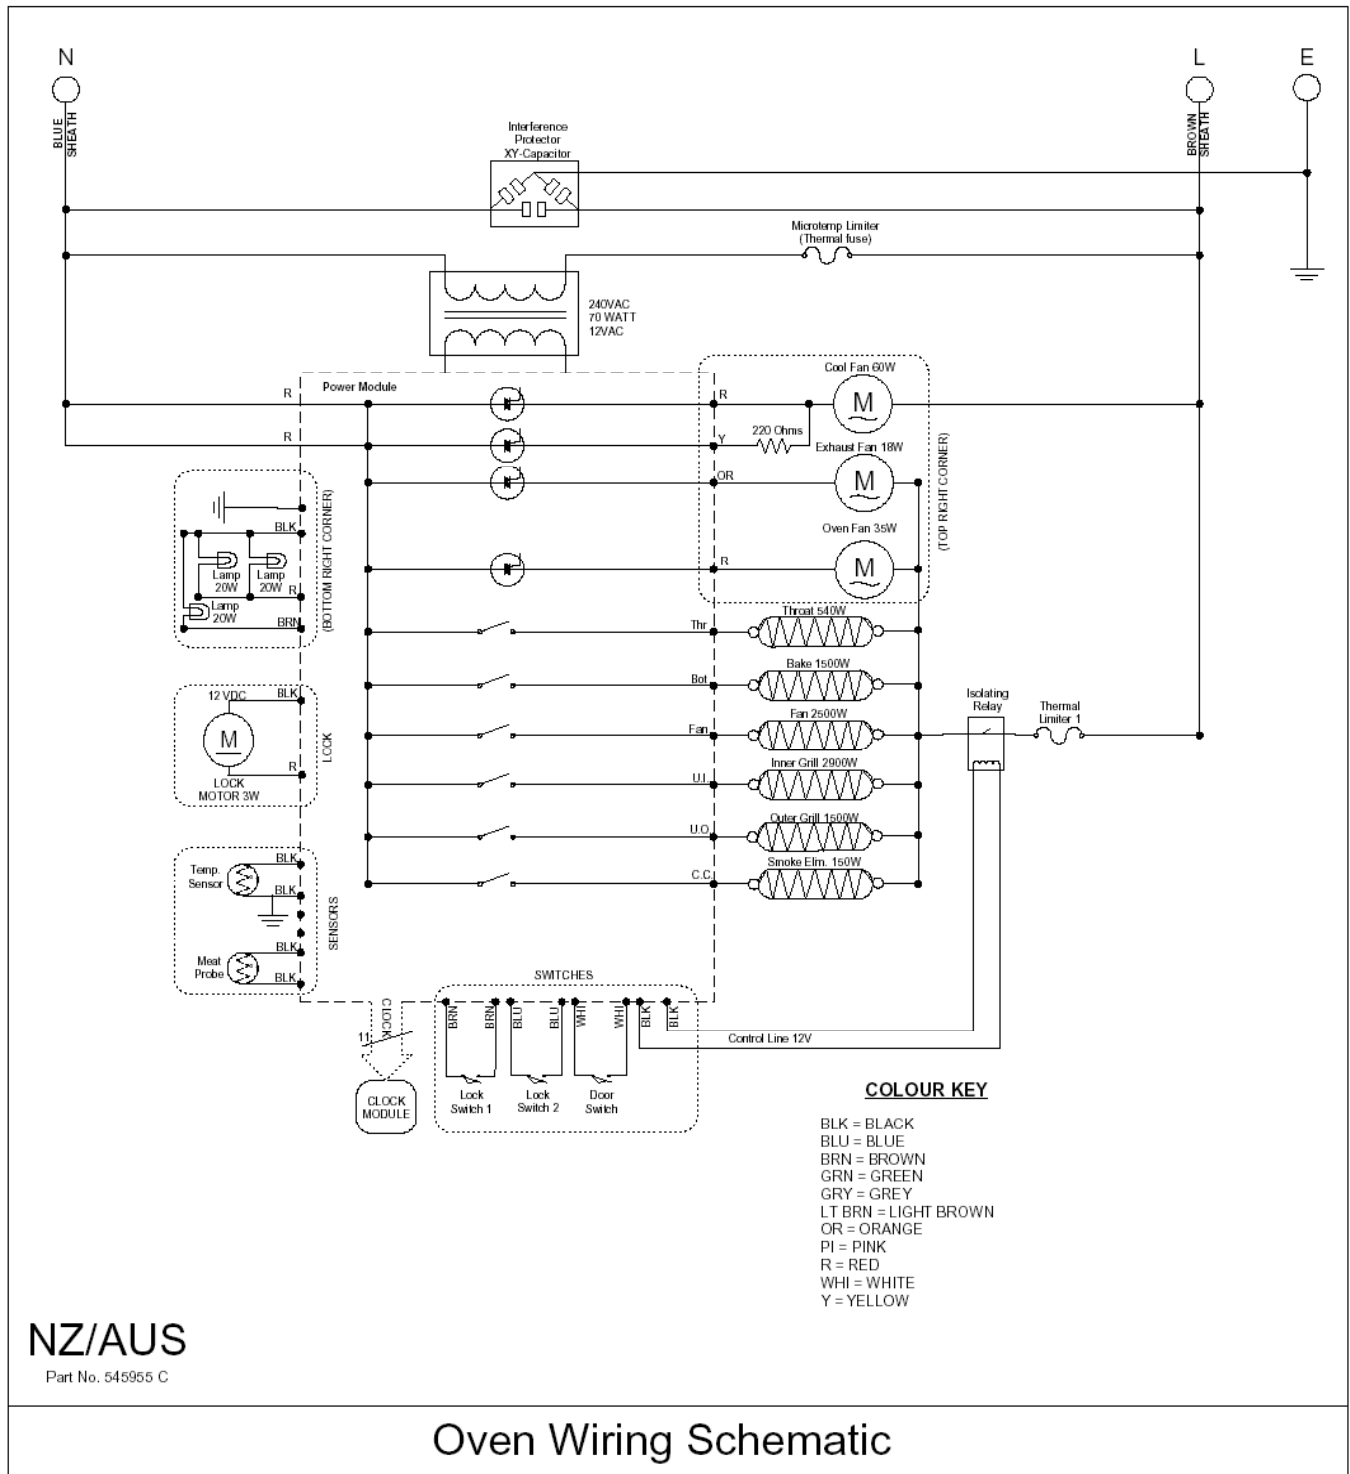 N
L
E
BLUE
SHEATH
BROWN
SHEATH
Interference
Protector
XY-Capacitor
Microtemp Limiter
(Thermal fuse)
240VAC
70 WATT
12VAC
Power Module
R
R
R
Y
OR
R
220 Ohms
Cool Fan 60W
M
Exhaust Fan 18W
M
Oven Fan 35W
M
(TOP RIGHT CORNER)
BLK
Lamp
20W
Lamp
20W
R
Lamp
20W
BRN
(BOTTOM RIGHT CORNER)
Thr
Throat 540W
Bot
Bake 1500W
Fan
Fan 2500W
U.I.
Inner Grill 2900W
U.O.
Outer Grill 1500W
C.C.
Smoke Elm. 150W
Isolating
Relay
Thermal
Limiter 1
12 VDC
BLK
M
R
LOCK
MOTOR 3W
LOCK
Temp.
Sensor
BLK
BLK
Meat
Probe
BLK
BLK
SENSORS
SWITCHES
CLOCK
11
CLOCK
MODULE
BRN
BRN
BLU
BLU
WHI
WHI
BLK
BLK
Lock
Switch 1
Lock
Switch 2
Door
Switch
Control Line 12V
COLOUR KEY
BLK = BLACK
BLU = BLUE
BRN = BROWN
GRN = GREEN
GRY = GREY
LT BRN = LIGHT BROWN
OR = ORANGE
PI = PINK
R = RED
WHI = WHITE
Y = YELLOW
NZ/AUS
Part No. 545955 C
Oven Wiring Schematic